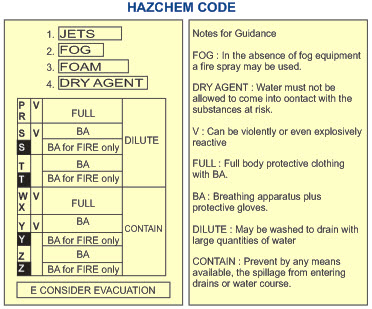 HAZCHEM CODE
1. JETS
2. FOG
3. FOAM
4. DRY AGENT
P V FULL
R
S V BA
S BA for FIRE only
DILUTE
T BA
T BA for FIRE only
W V FULL
X
Y V BA
Y BA for FIRE only
CONTAIN
Z BA
Z BA for FIRE only
E CONSIDER EVACUATION
Notes for Guidance
FOG : In the absence of fog equipment
a fire spray may be used.
DRY AGENT : Water must not be
allowed to come into oontact with the
substances at risk.
V : Can be violently or even explosively
reactive
FULL : Full body protective clothing
with BA.
BA : Breathing apparatus plus
protective gloves.
DILUTE : May be washed to drain with
large quantities of water
CONTAIN : Prevent by any means
available, the spillage from entering
drains or water course.